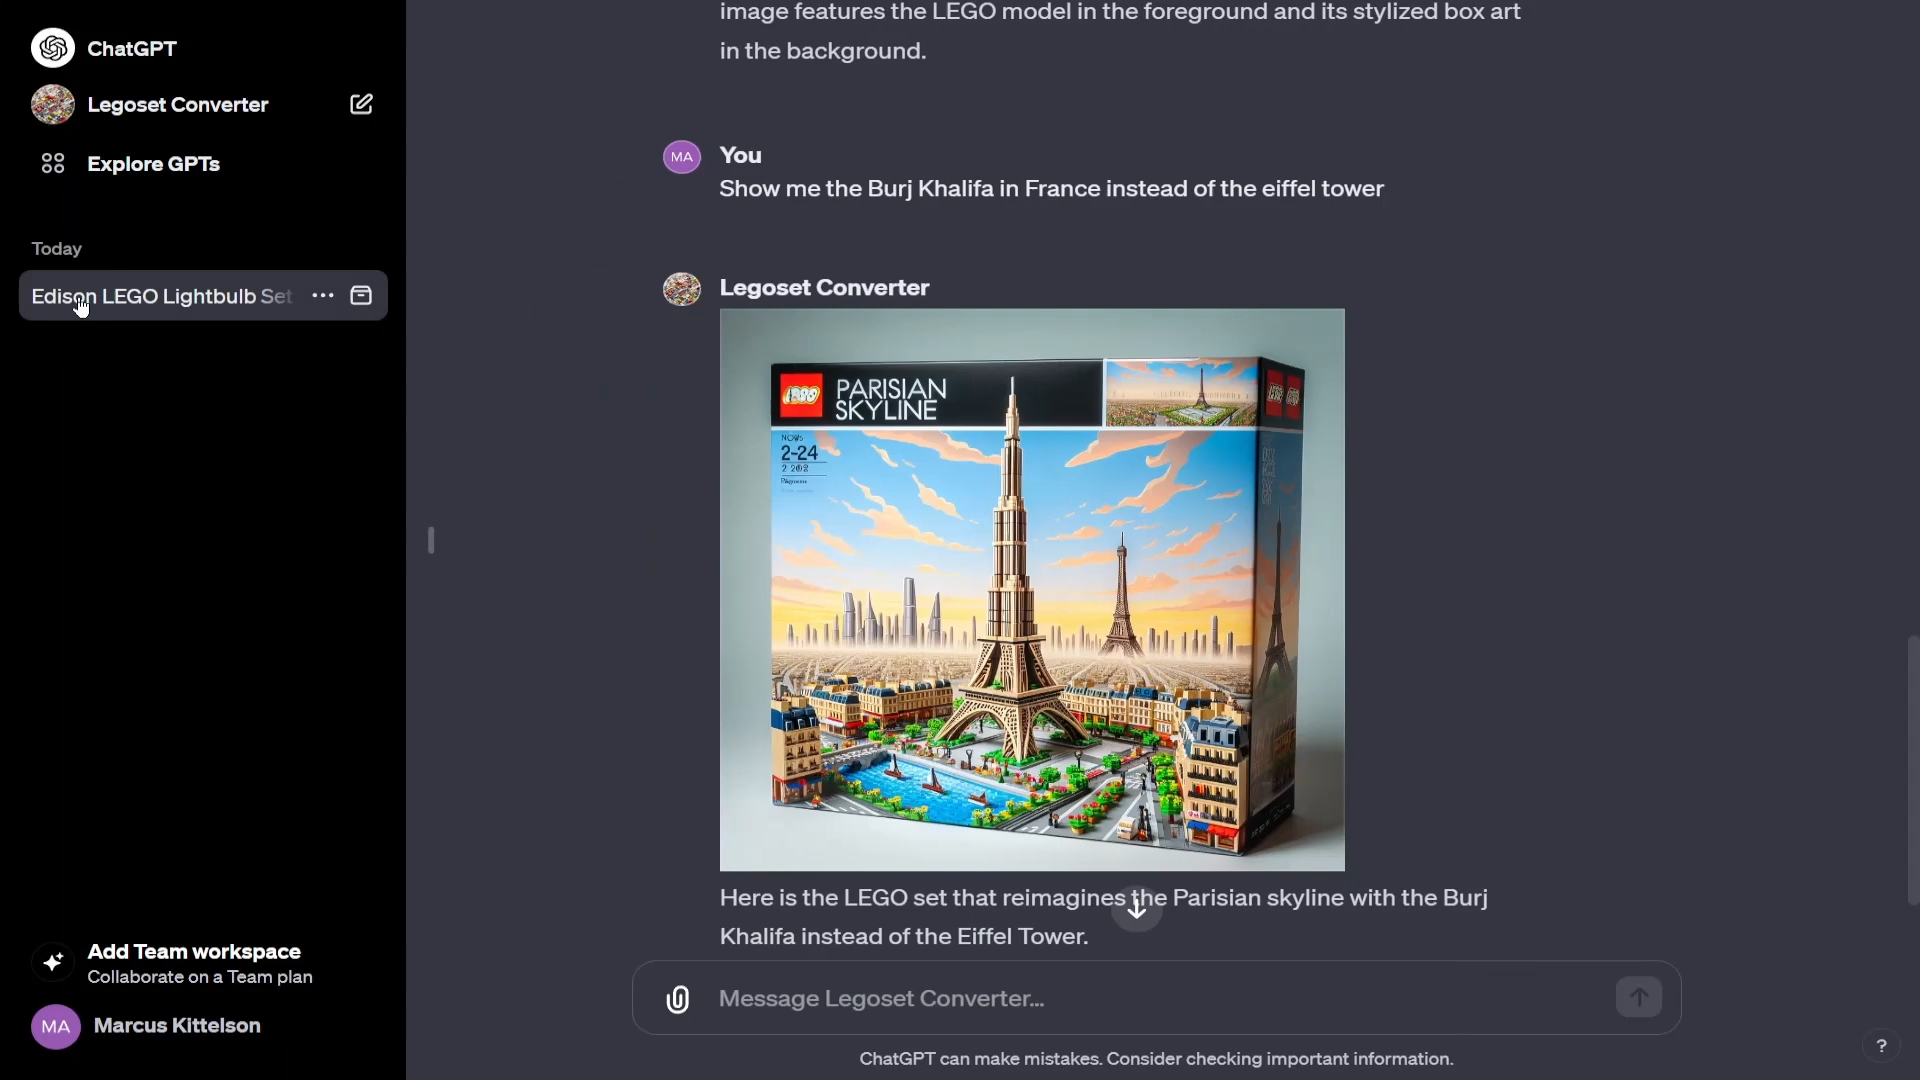 ChatGPT
Legoset Converter
Explore GPTs
Today
Edison LEGO Lightbulb Set
Add Team workspace
Collaborate on a Team plan
MA
Marcus Kittelson
image features the LEGO model in the foreground and its stylized box art
in the background.
MA
You
Show me the Burj Khalifa in France instead of the eiffel tower
Legoset Converter
PARISIAN
SKYLINE
2-24
Here is the LEGO set that reimagines the Parisian skyline with the Burj
Khalifa instead of the Eiffel Tower.
Message Legoset Converter...
ChatGPT can make mistakes. Consider checking important information.
?